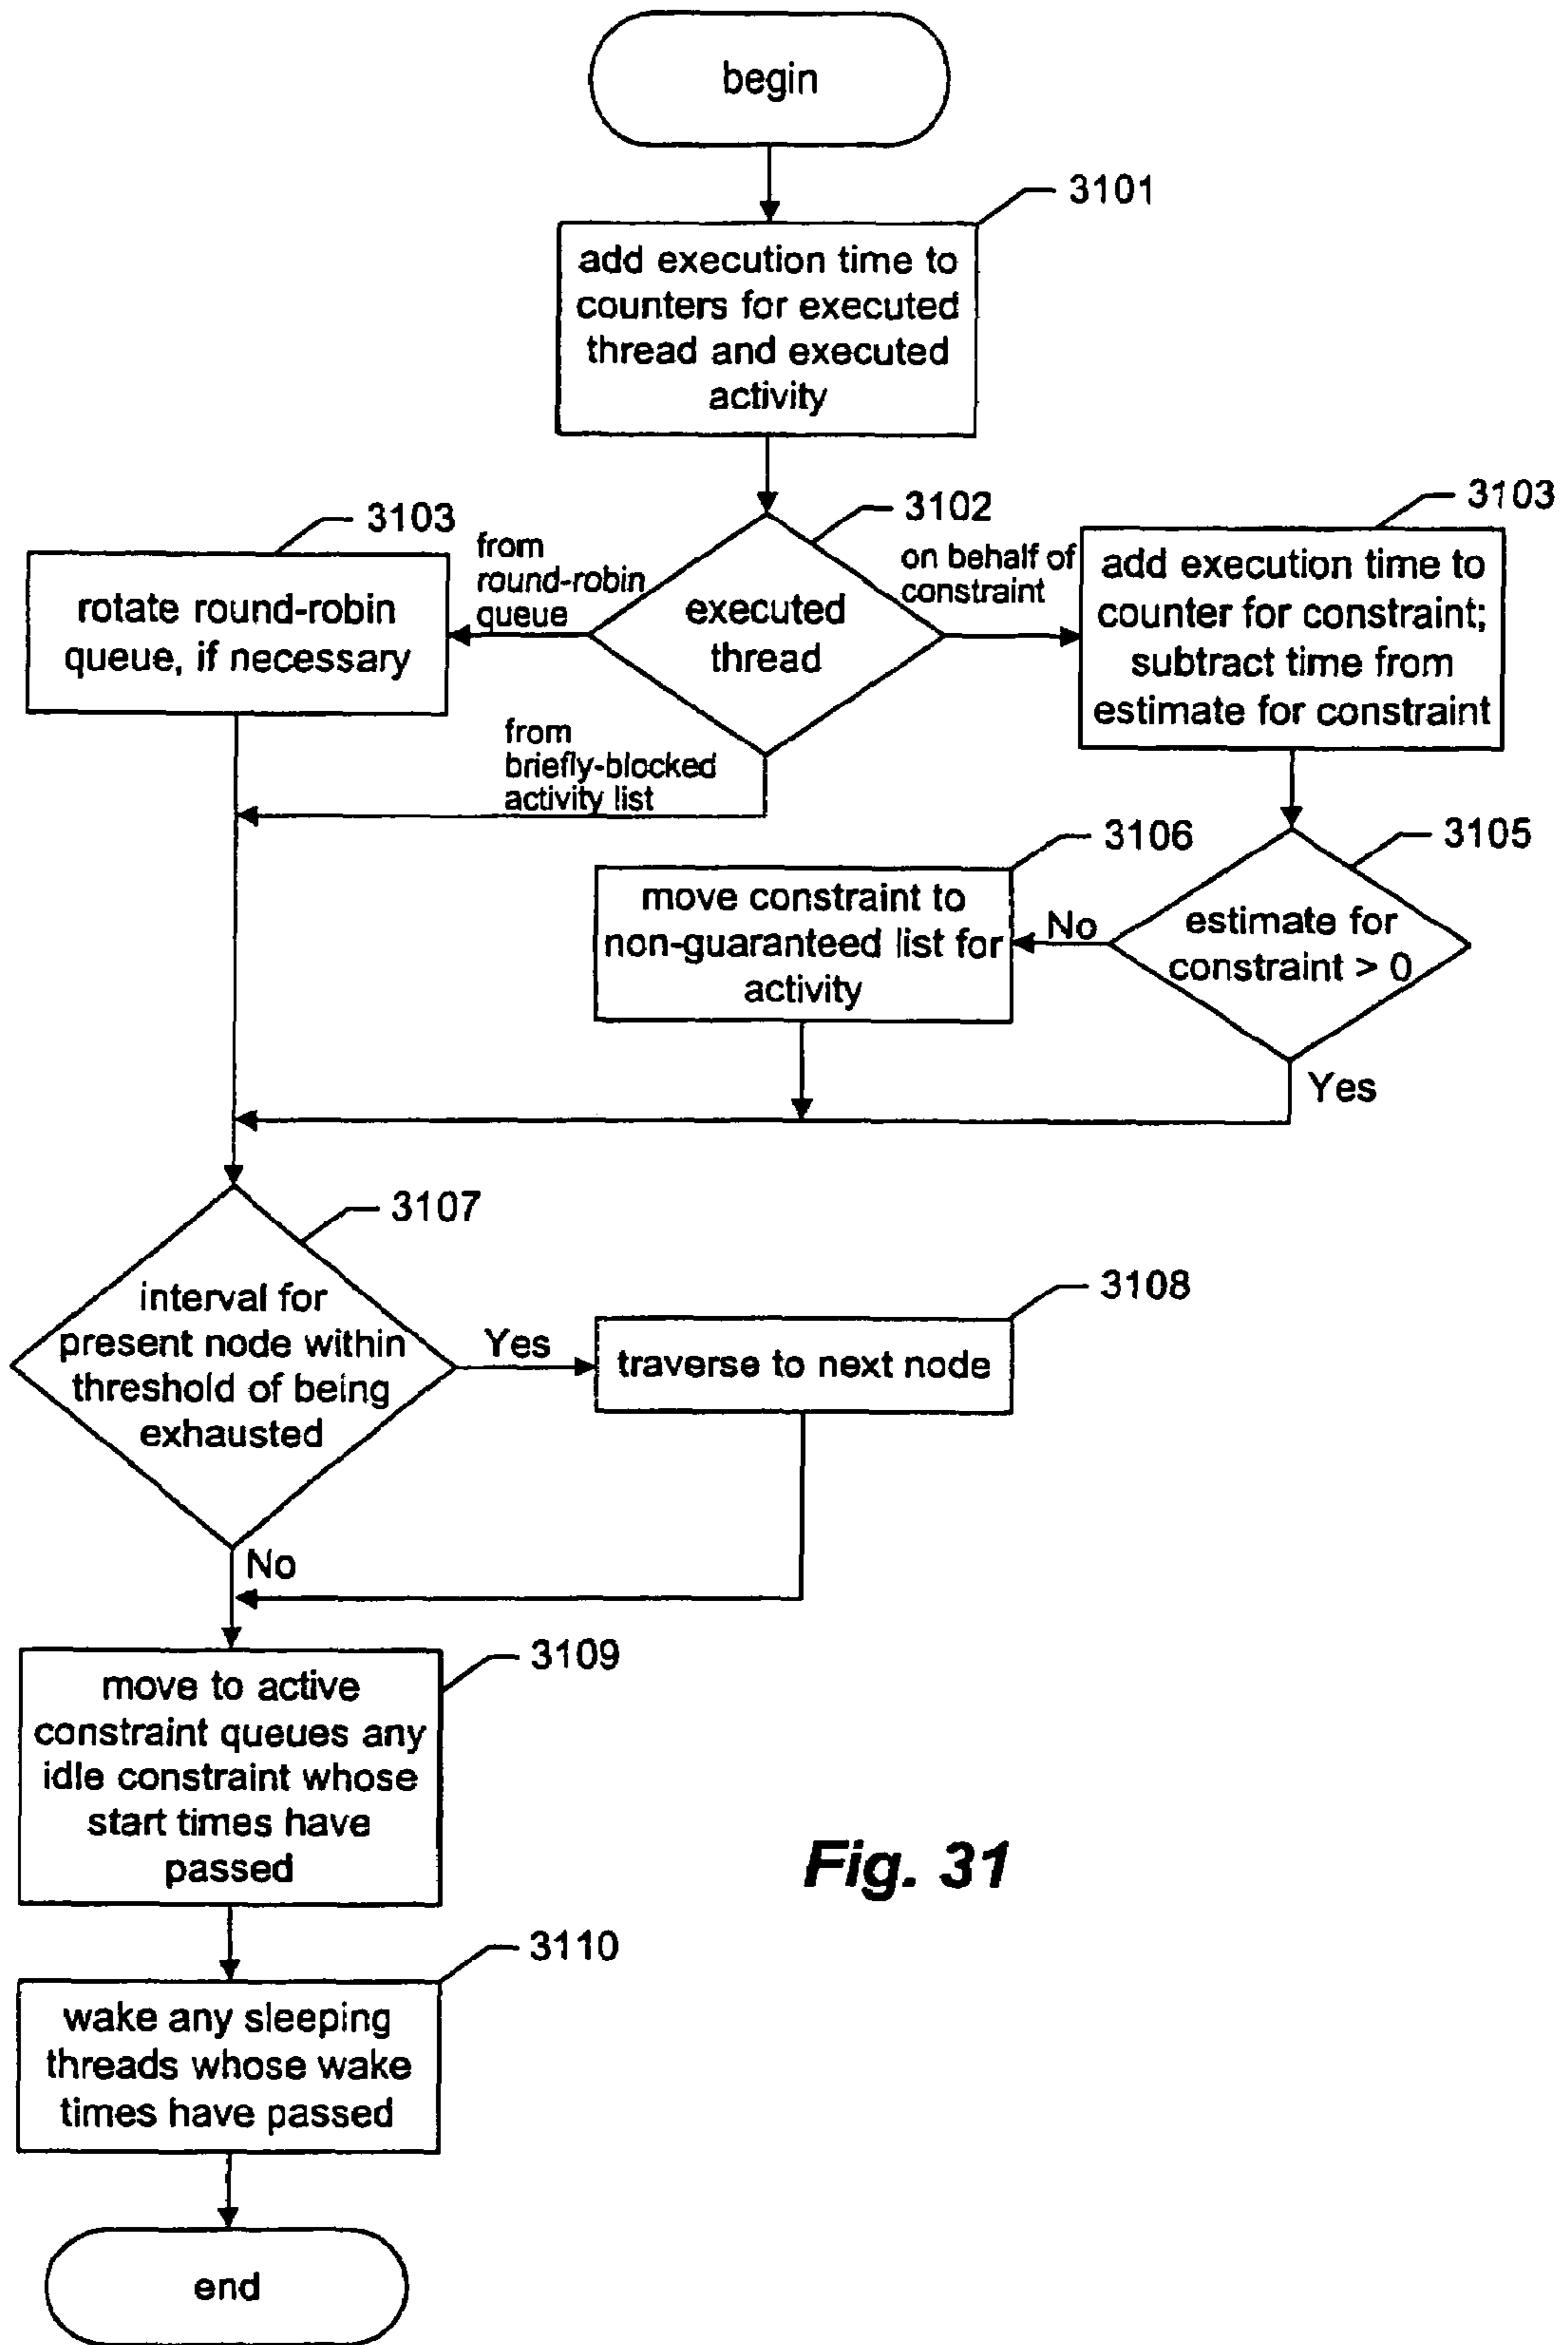 begin
3101
add execution time to
counters for executed
thread and executed
activity
3102
executed
thread
from
round-robin
queue
3103
rotate round-robin
queue, if necessary
on behalf of
constraint
3103
add execution time to
counter for constraint;
subtract time from
estimate for constraint
from
briefly-blocked
activity list
3105
estimate for
constraint > 0
No
3106
move constraint to
non-guaranteed list for
activity
Yes
3107
interval for
present node within
threshold of being
exhausted
Yes
3108
traverse to next node
No
3109
move to active
constraint queues any
idle constraint whose
start times have
passed
Fig. 31
3110
wake any sleeping
threads whose wake
times have passed
end